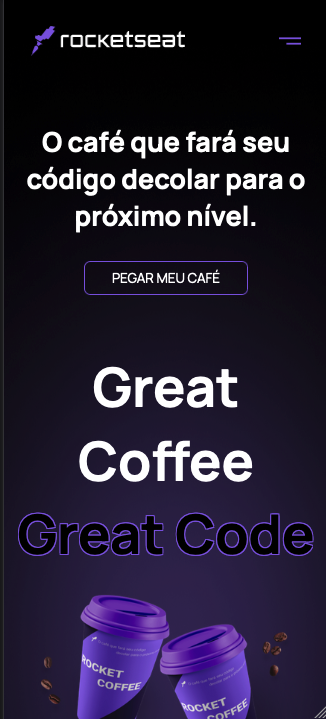 rocketseat
O café que fará seu
código decolar para o
próximo nível.
PEGAR MEU CAFÉ
Great
Coffee
Great Code
ROCKET
COFFEE
ROCKET
COFFEE